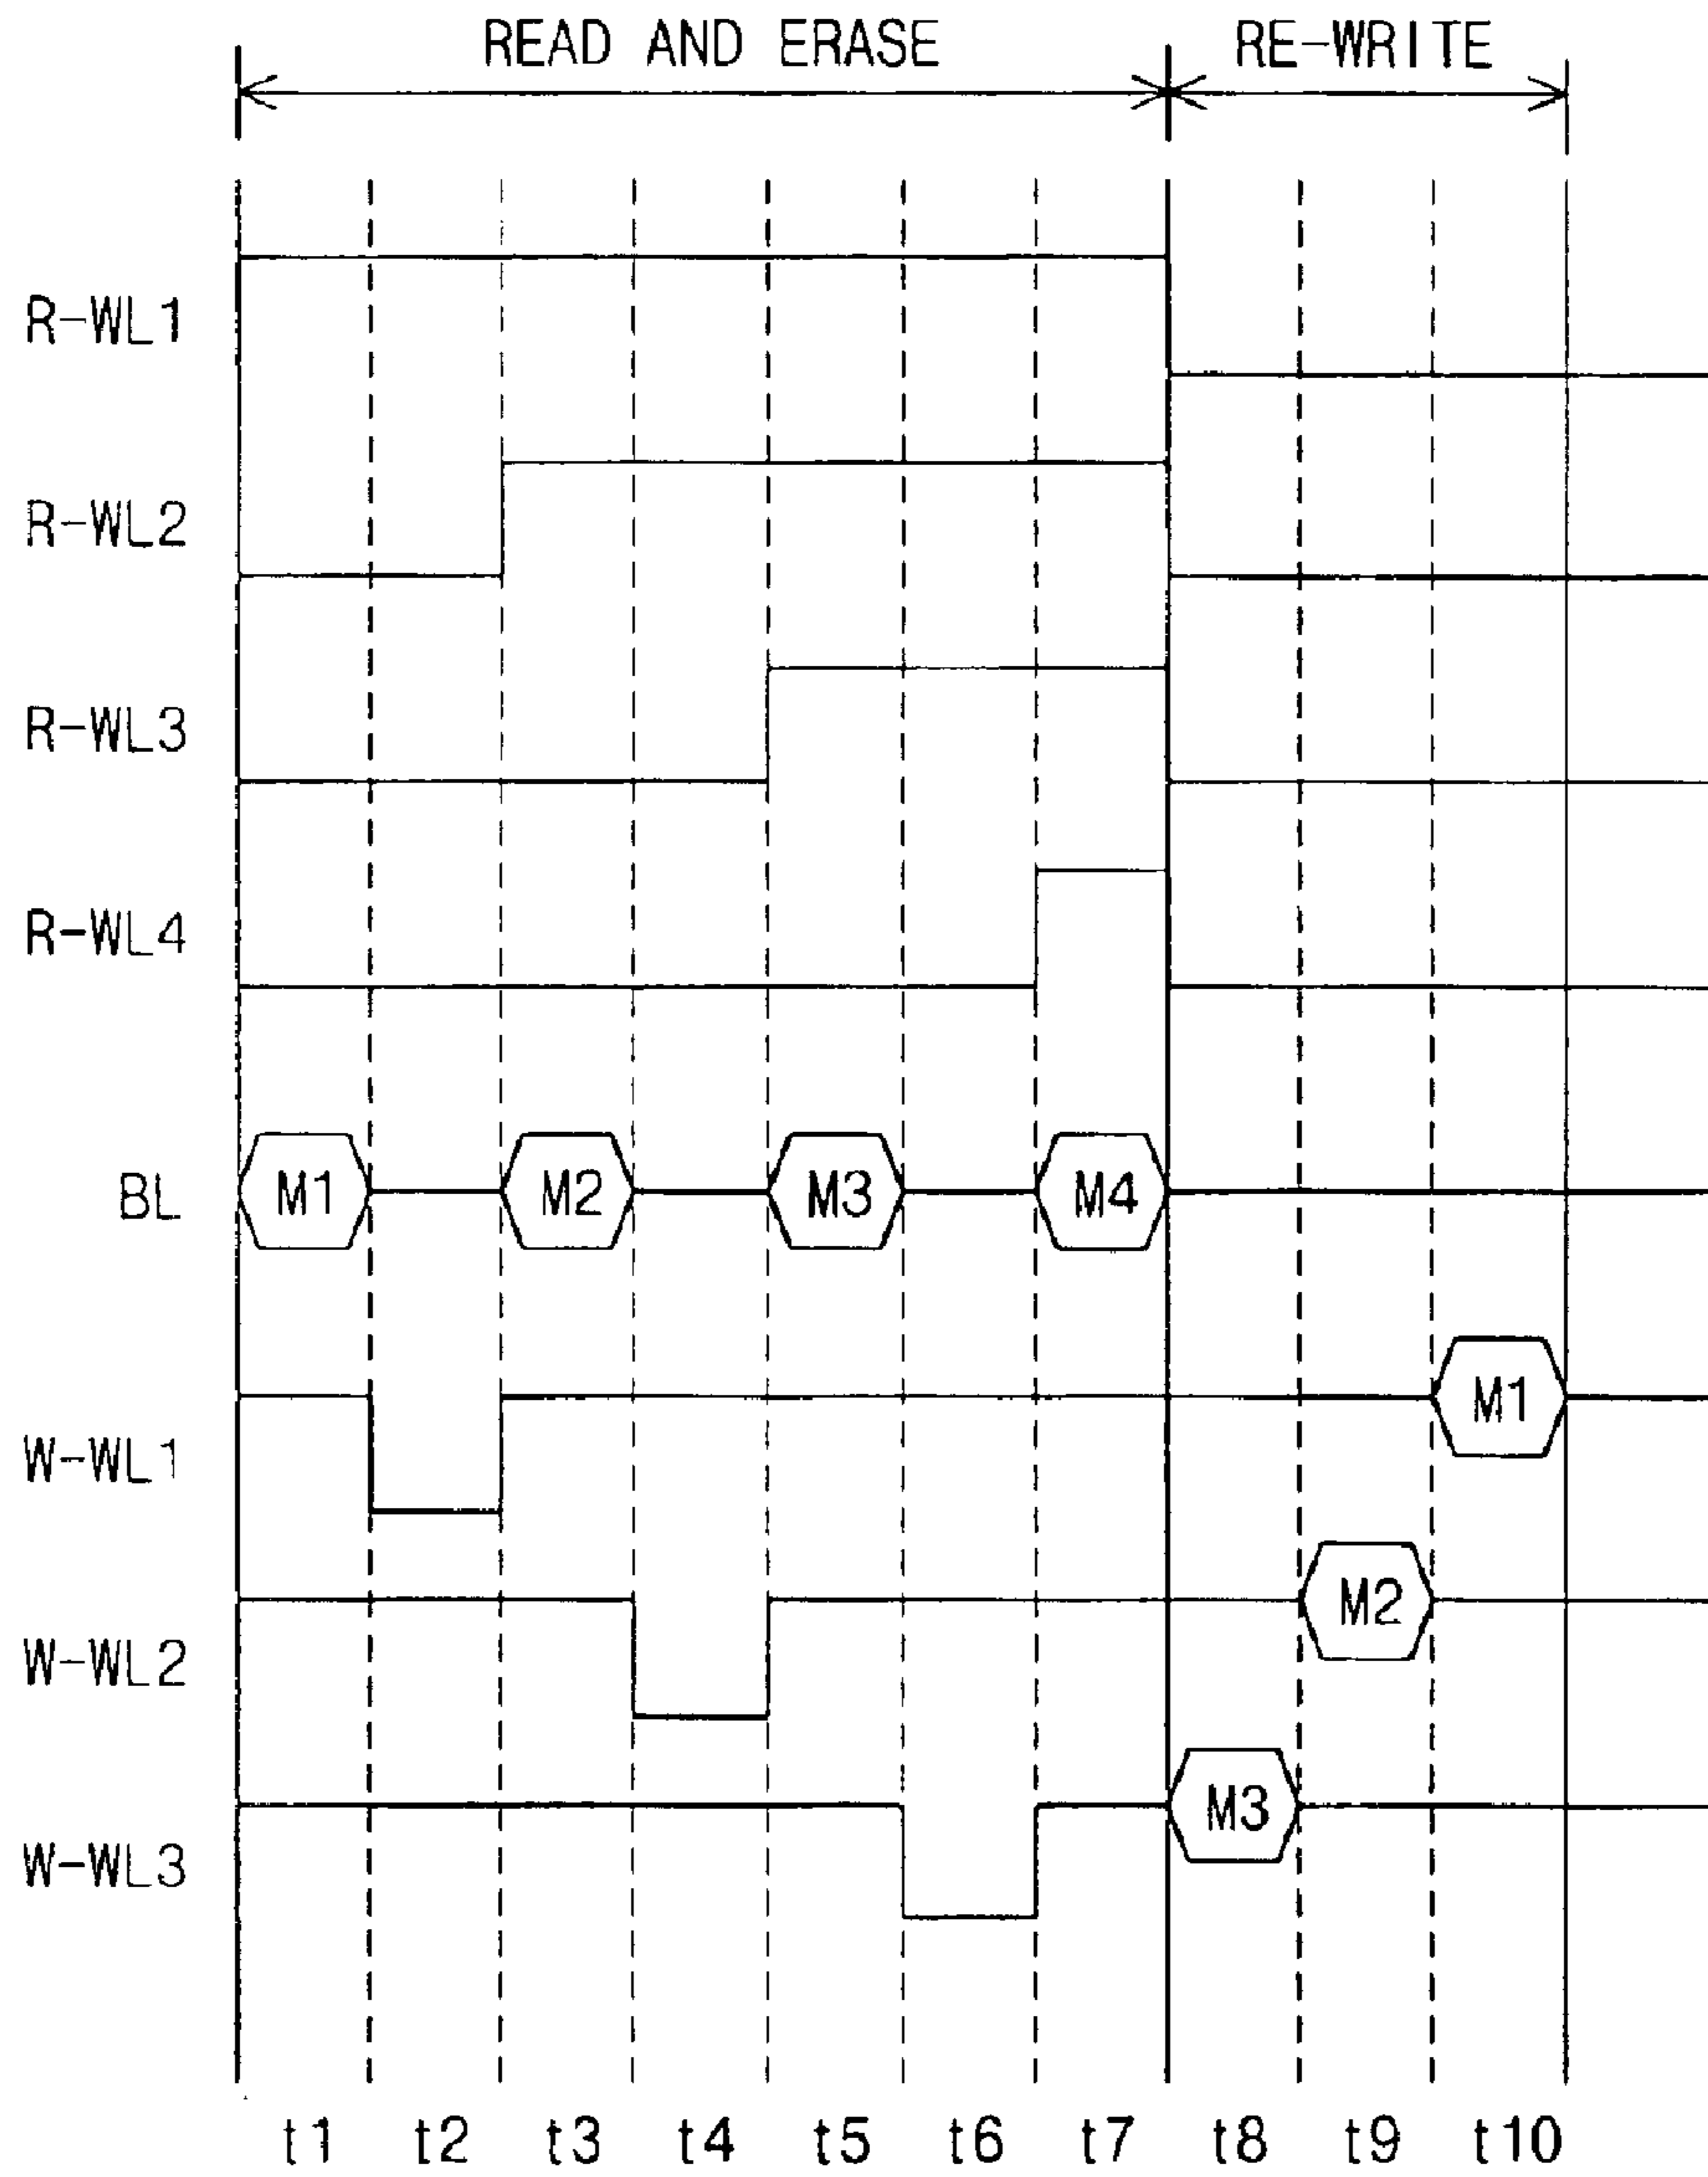 READ AND ERASE RE-WRITE
R-WL1
R-WL2
R-WL3
R-WL4
BL M1 M2 M3 M4
M1
W-WL1
M2
W-WL2
M3
W-WL3
t1 t2 t3 t4 t5 t6 t7 t8 t9 t10